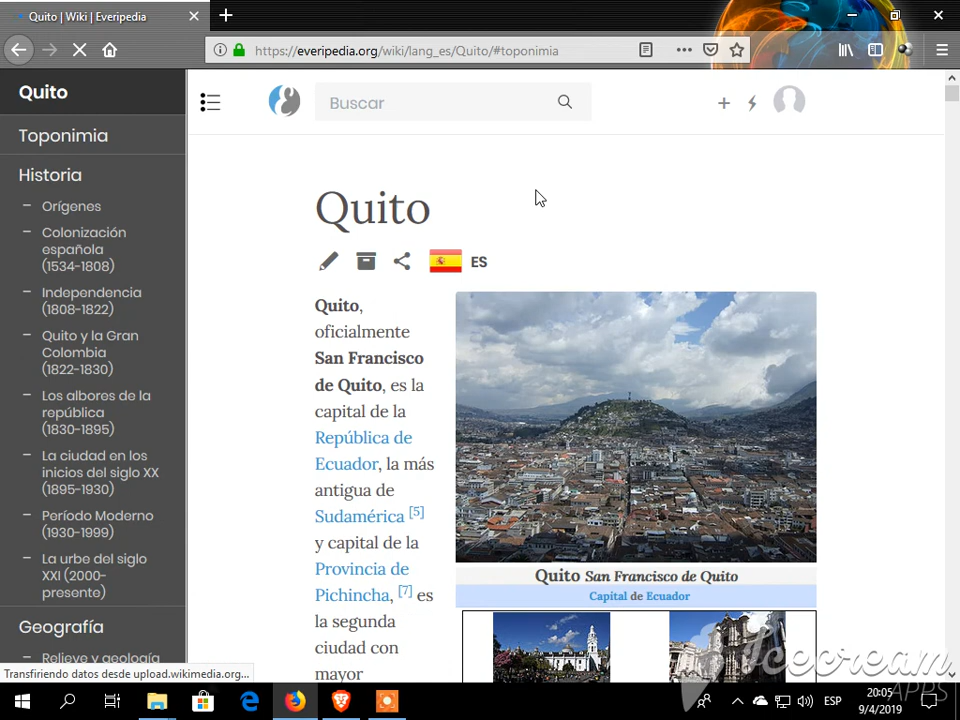 Quito | Wiki | Everipedia
https://everipedia.org/wiki/lang_es/Quito/#toponimia
Quito
Toponimia
Historia
Orígenes
Colonización
española
(1534-1808)
Independencia
(1808-1822)
Quito y la Gran
Colombia
(1822-1830)
Los albores de la
república
(1830-1895)
La ciudad en los
inicios del siglo XX
(1895-1930)
Período Moderno
(1930-1999)
La urbe del siglo
XXI (2000-
presente)
Geografía
Relieve y geología
Transfiriendo datos desde upload.wikimedia.org...
Buscar
Quito
ES
Quito,
oficialmente
San Francisco
de Quito, es la
capital de la
República de
Ecuador, la más
antigua de
Sudamérica [5]
y capital de la
Provincia de
Pichincha, [7] es
la segunda
ciudad con
mayor
Quito San Francisco de Quito
Capital de Ecuador
Icecream
APPS
ESP
20:05
9/4/2019